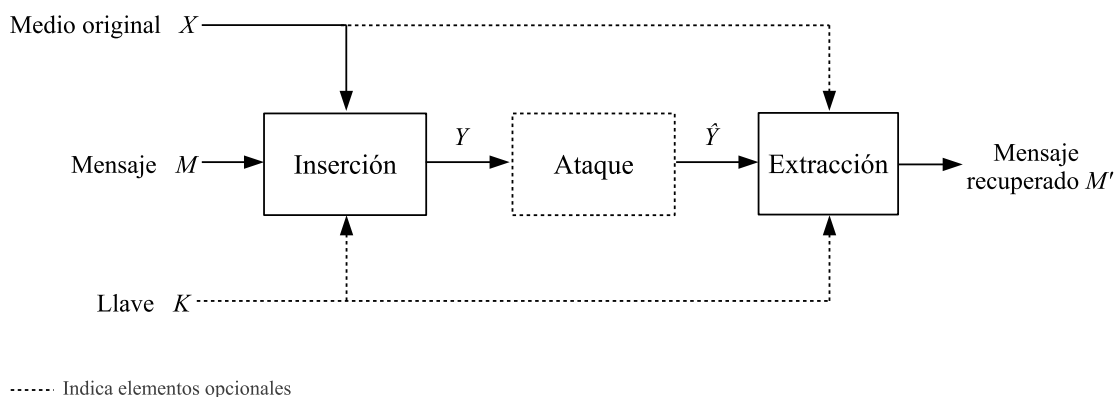 Medio original X
Mensaje M
Inserción
Y
Ataque
Ŷ
Extracción
Mensaje
recuperado M'
Llave K
Indica elementos opcionales